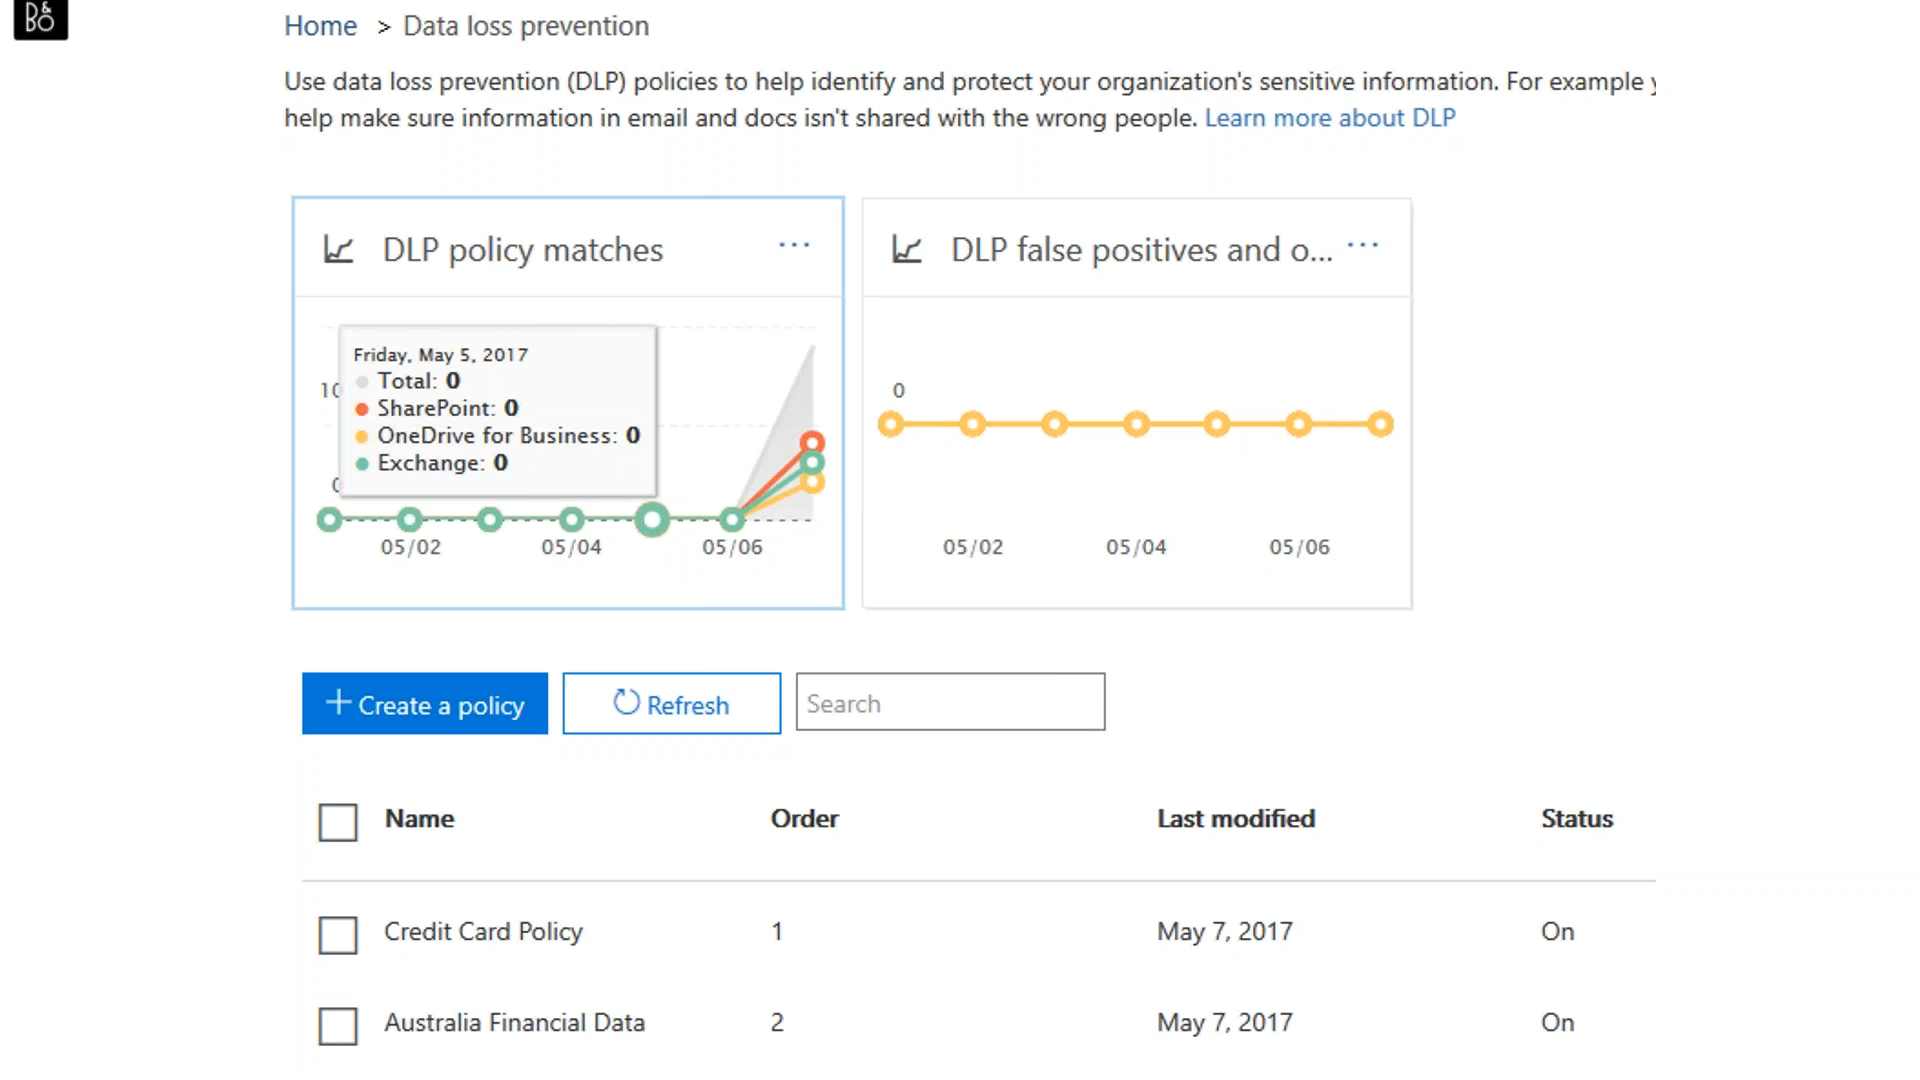 B&O
Home > Data loss prevention
Use data loss prevention (DLP) policies to help identify and protect your organization's sensitive information. For example
help make sure information in email and docs isn't shared with the wrong people. Learn more about DLP
DLP policy matches ...
DLP false positives and o... ...
Friday, May 5, 2017
Total: 0
SharePoint: 0
OneDrive for Business: 0
Exchange: 0
10
0
05/02 05/04 05/06
0
05/02 05/04 05/06
+ Create a policy
Refresh
Search
Name Order Last modified Status
Credit Card Policy 1 May 7, 2017 On
Australia Financial Data 2 May 7, 2017 On